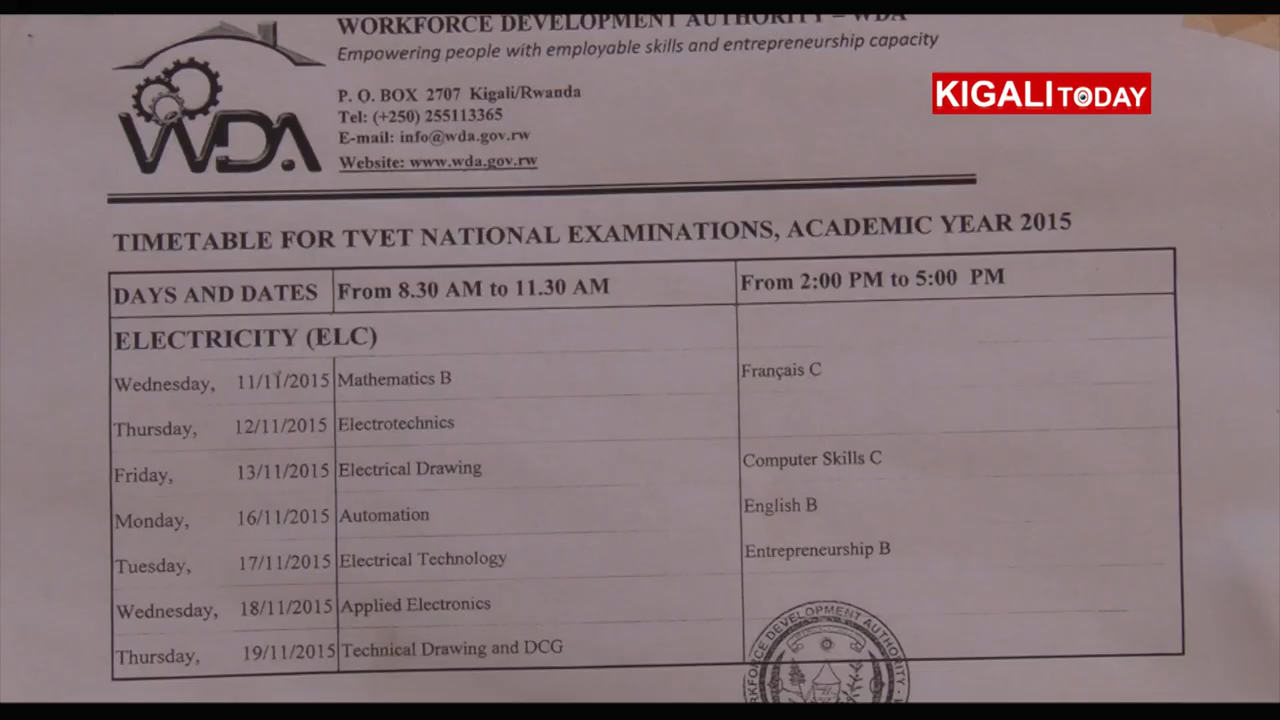 WORKFORCE DEVELOPMENT AUTHORITY – WDA
Empowering people with employable skills and entrepreneurship capacity
KIGALI TODAY
P. O. BOX 2707 Kigali/Rwanda
Tel: (+250) 255113365
E-mail: info@wda.gov.rw
Website: www.wda.gov.rw
WDA
TIMETABLE FOR TVET NATIONAL EXAMINATIONS, ACADEMIC YEAR 2015
DAYS AND DATES From 8.30 AM to 11.30 AM From 2:00 PM to 5:00 PM
ELECTRICITY (ELC)
Wednesday, 11/11/2015 Mathematics B Français C
Thursday, 12/11/2015 Electrotechnics
Friday, 13/11/2015 Electrical Drawing Computer Skills C
Monday, 16/11/2015 Automation English B
Tuesday, 17/11/2015 Electrical Technology Entrepreneurship B
Wednesday, 18/11/2015 Applied Electronics
Thursday, 19/11/2015 Technical Drawing and DCG
WORKFORCE DEVELOPMENT AUTHORITY